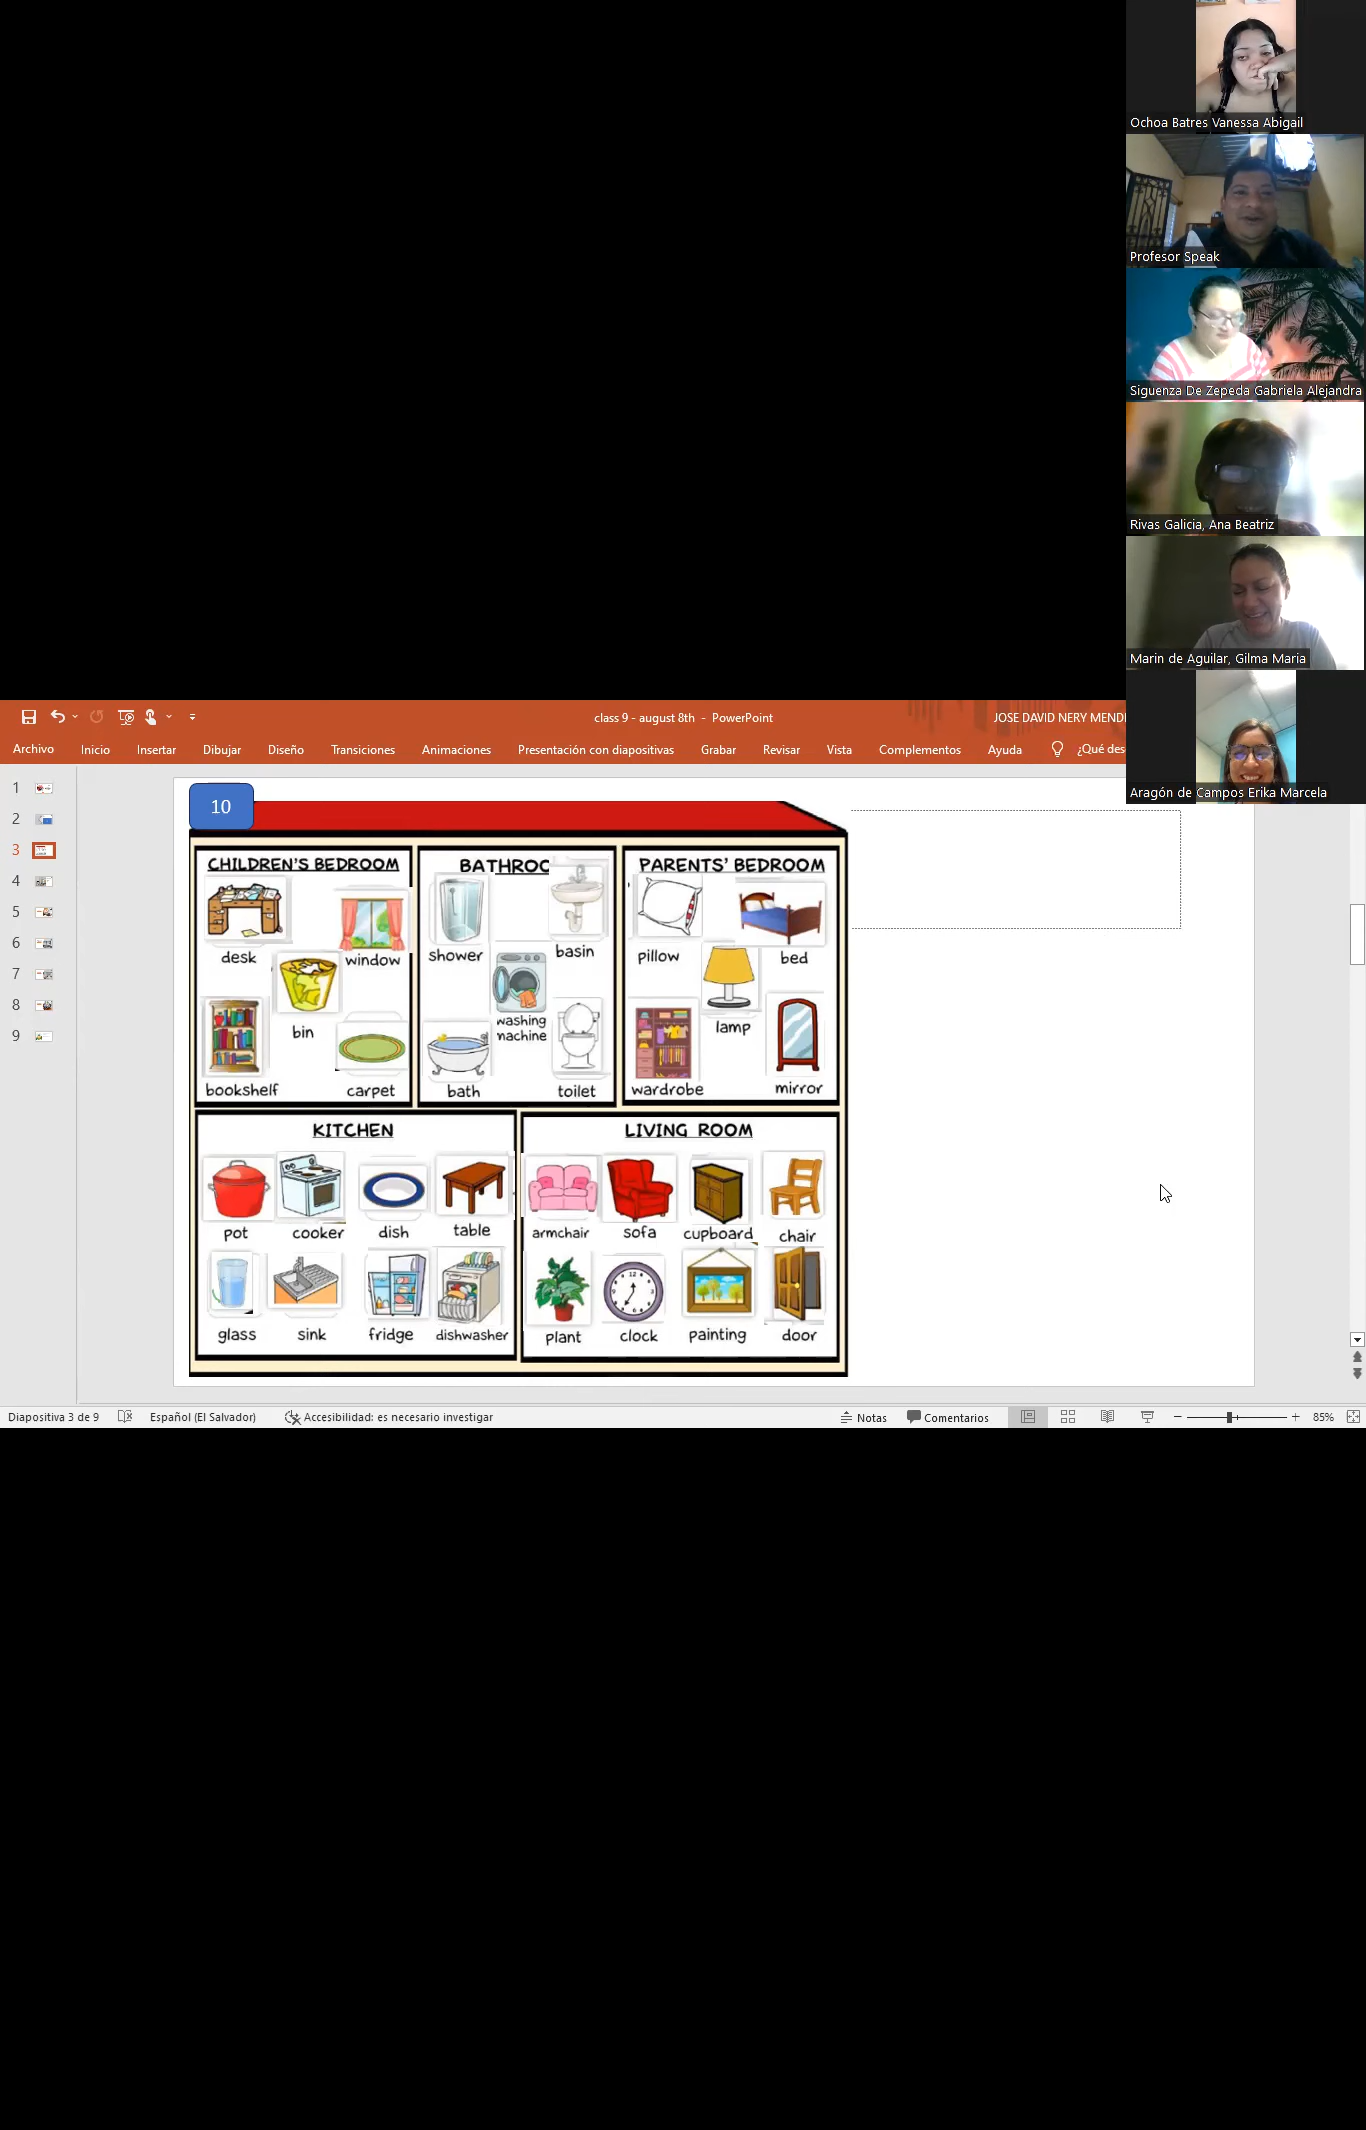 Ochoa Batres Vanessa Abigail
Profesor Speak
Siguenza De Zepeda Gabriela Alejandra
Rivas Galicia, Ana Beatriz
Marin de Aguilar, Gilma Maria
Aragón de Campos Erika Marcela
class 9 - august 8th - PowerPoint
JOSE DAVID NERY
Archivo Inicio Insertar Dibujar Diseño Transiciones Animaciones Presentación con diapositivas Grabar Revisar Vista Complementos Ayuda ¿Qué
1
2
3
4
5
6
7
8
9
10
CHILDREN'S BEDROOM
desk
window
bin
bookshelf
carpet
shower
basin
washing
machine
bath
toilet
PARENTS' BEDROOM
pillow
bed
lamp
wardrobe
mirror
KITCHEN
pot cooker dish table
glass sink fridge dishwasher
LIVING ROOM
armchair sofa cupboard chair
plant clock painting door
Diapositiva 3 de 9 Español (El Salvador) Accesibilidad: es necesario investigar Notas Comentarios 85%